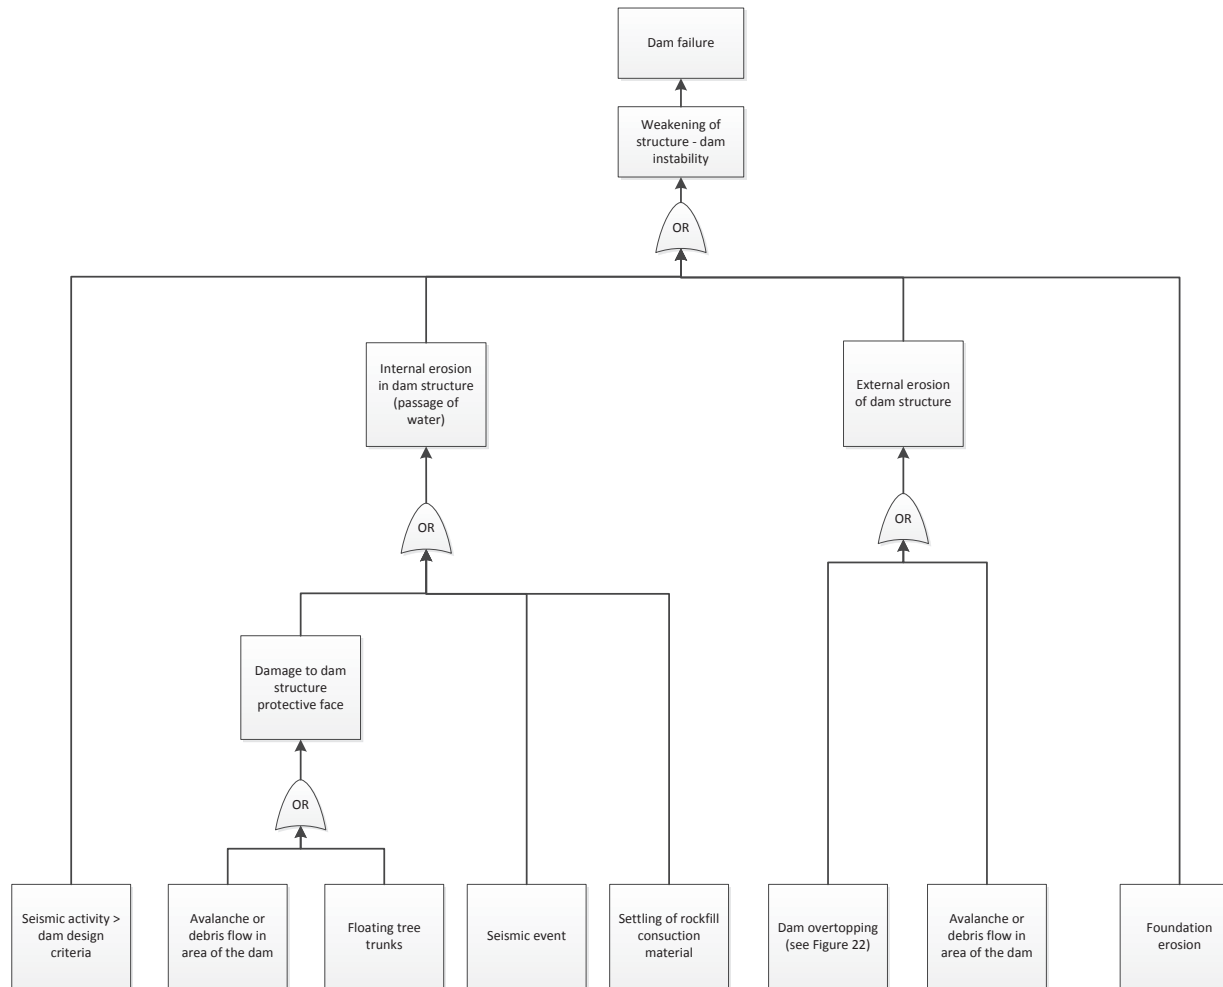 Dam failure
Weakening of
structure - dam
instability
OR
Internal erosion
in dam structure
(passage of
water)
External erosion
of dam structure
OR
OR
Damage to dam
structure
protective face
OR
Seismic activity >
dam design
criteria
Avalanche or
debris flow in
area of the dam
Floating tree
trunks
Seismic event
Settling of rockfill
consuction
material
Dam overtopping
(see Figure 22)
Avalanche or
debris flow in
area of the dam
Foundation
erosion